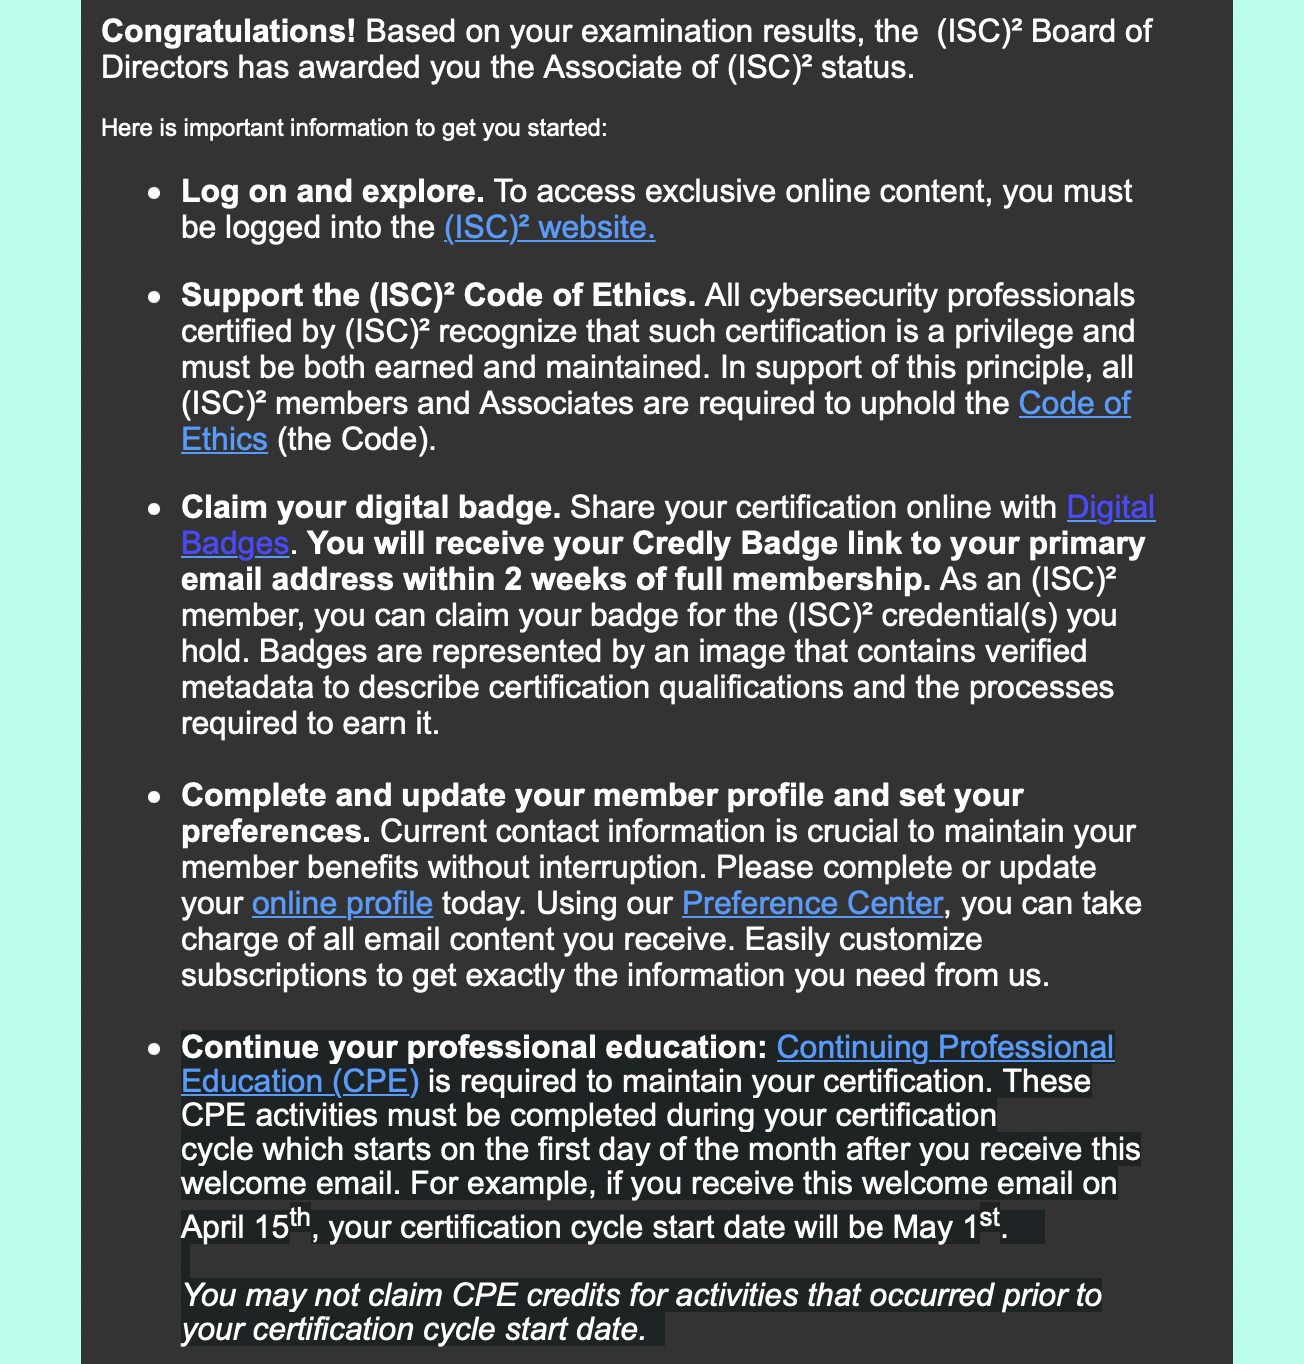 Congratulations! Based on your examination results, the  (ISC)² Board of
Directors has awarded you the Associate of (ISC)² status.
Here is important information to get you started:
• Log on and explore. To access exclusive online content, you must
be logged into the (ISC)² website.
• Support the (ISC)² Code of Ethics. All cybersecurity professionals
certified by (ISC)² recognize that such certification is a privilege and
must be both earned and maintained. In support of this principle, all
(ISC)² members and Associates are required to uphold the Code of
Ethics (the Code).
• Claim your digital badge. Share your certification online with Digital
Badges. You will receive your Credly Badge link to your primary
email address within 2 weeks of full membership. As an (ISC)²
member, you can claim your badge for the (ISC)² credential(s) you
hold. Badges are represented by an image that contains verified
metadata to describe certification qualifications and the processes
required to earn it.
• Complete and update your member profile and set your
preferences. Current contact information is crucial to maintain your
member benefits without interruption. Please complete or update
your online profile today. Using our Preference Center, you can take
charge of all email content you receive. Easily customize
subscriptions to get exactly the information you need from us.
• Continue your professional education: Continuing Professional
Education (CPE) is required to maintain your certification. These
CPE activities must be completed during your certification
cycle which starts on the first day of the month after you receive this
welcome email. For example, if you receive this welcome email on
April 15th, your certification cycle start date will be May 1st.
You may not claim CPE credits for activities that occurred prior to
your certification cycle start date.